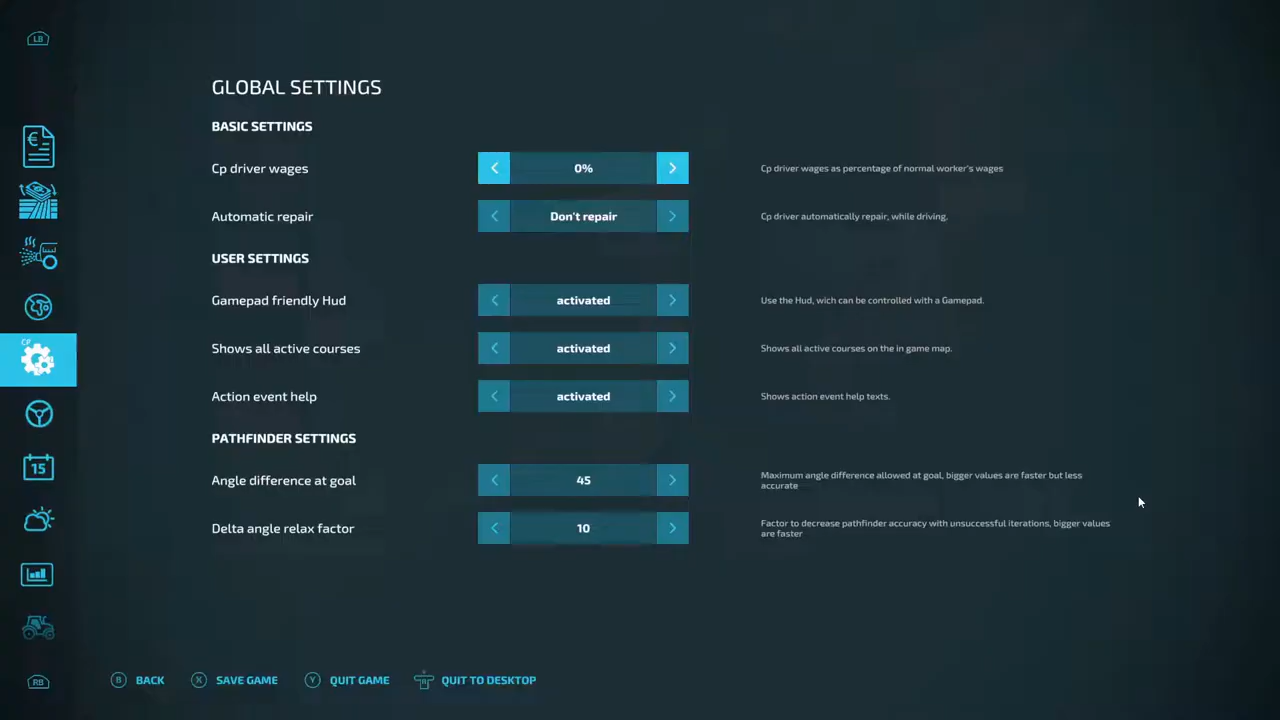 LB
GLOBAL SETTINGS
BASIC SETTINGS
Cp driver wages
0%
Cp driver wages as percentage of normal worker's wages
Automatic repair
Don't repair
Cp driver automatically repair, while driving.
USER SETTINGS
Gamepad friendly Hud
activated
Use the Hud, wich can be controlled with a Gamepad.
CP
Shows all active courses
activated
Shows all active courses on the in game map.
Action event help
activated
Shows action event help texts.
PATHFINDER SETTINGS
15
Angle difference at goal
45
Maximum angle difference allowed at goal, bigger values are faster but less
accurate
Delta angle relax factor
10
Factor to decrease pathfinder accuracy with unsuccessful iterations, bigger values
are faster
RB
B BACK
X SAVE GAME
Y QUIT GAME
QUIT TO DESKTOP